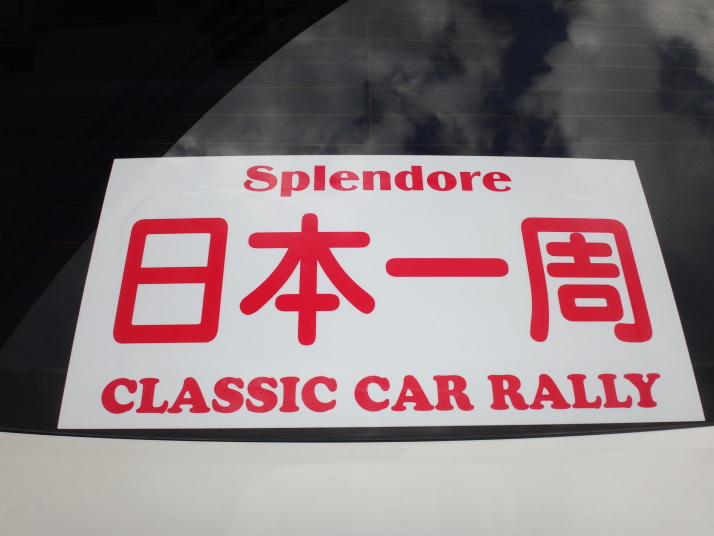 Splendore
日本一周
CLASSIC CAR RALLY